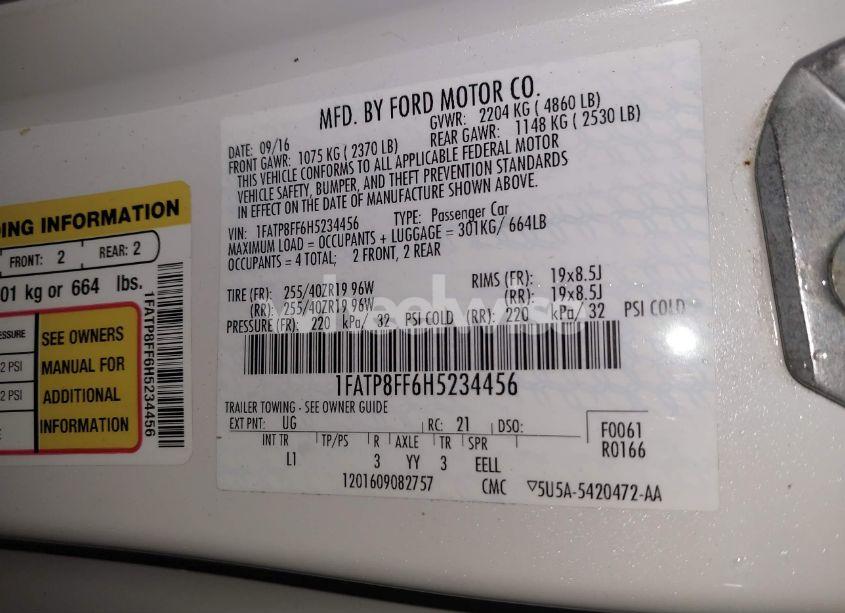 MFD. BY FORD MOTOR CO.
DATE: 09/16 GVWR: 2204 KG ( 4860 LB)
FRONT GAWR: 1075 KG ( 2370 LB) REAR GAWR: 1148 KG ( 2530 LB)
THIS VEHICLE CONFORMS TO ALL APPLICABLE FEDERAL MOTOR
VEHICLE SAFETY, BUMPER, AND THEFT PREVENTION STANDARDS
IN EFFECT ON THE DATE OF MANUFACTURE SHOWN ABOVE.
VIN: 1FATP8FF6H5234456 TYPE: Passenger Car
MAXIMUM LOAD = OCCUPANTS + LUGGAGE = 301KG/ 664LB
OCCUPANTS = 4 TOTAL; 2 FRONT, 2 REAR
TIRE (FR): 255/40ZR19 96W RIMS (FR): 19x8.5J
(RR): 255/40ZR19 96W (RR): 19x8.5J
PRESSURE (FR): 220 kPa/ 32 PSI COLD (RR): 220 kPa/ 32 PSI COLD
1FATP8FF6H5234456
TRAILER TOWING - SEE OWNER GUIDE
EXT PNT: UG RC: 21 DSO:
F0061
R0166
INT TR TP/PS R AXLE TR SPR
L1 3 YY 3 EELL
1201609082757 CMC ▽5U5A-5420472-AA
DING INFORMATION
FRONT: 2 REAR: 2
01 kg or 664 lbs.
SEE OWNERS
MANUAL FOR
ADDITIONAL
INFORMATION
2 PSI
2 PSI
1FATP8FF6H5234456